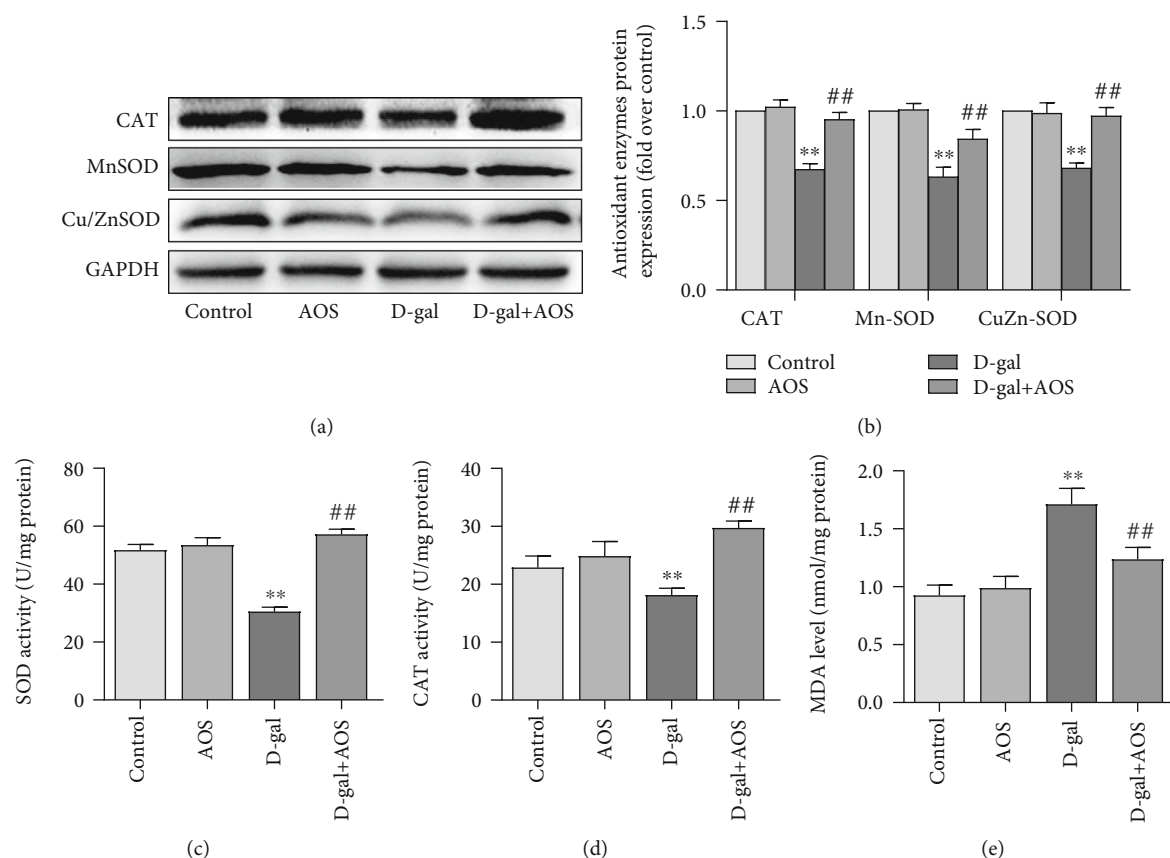 CAT
MnSOD
Cu/ZnSOD
GAPDH
Control AOS D-gal D-gal+AOS
(a)
Antioxidant enzymes protein
expression (fold over control)
1.5
1.0
0.5
0.0
** ## ** ## ** ##
CAT Mn-SOD CuZn-SOD
Control
AOS
D-gal
D-gal+AOS
(b)
SOD activity (U/mg protein)
80
60
40
20
0
** ##
Control AOS D-gal D-gal+AOS
(c)
CAT activity (U/mg protein)
40
30
20
10
0
** ##
Control AOS D-gal D-gal+AOS
(d)
MDA level (nmol/mg protein)
2.0
1.5
1.0
0.5
0.0
** ##
Control AOS D-gal D-gal+AOS
(e)